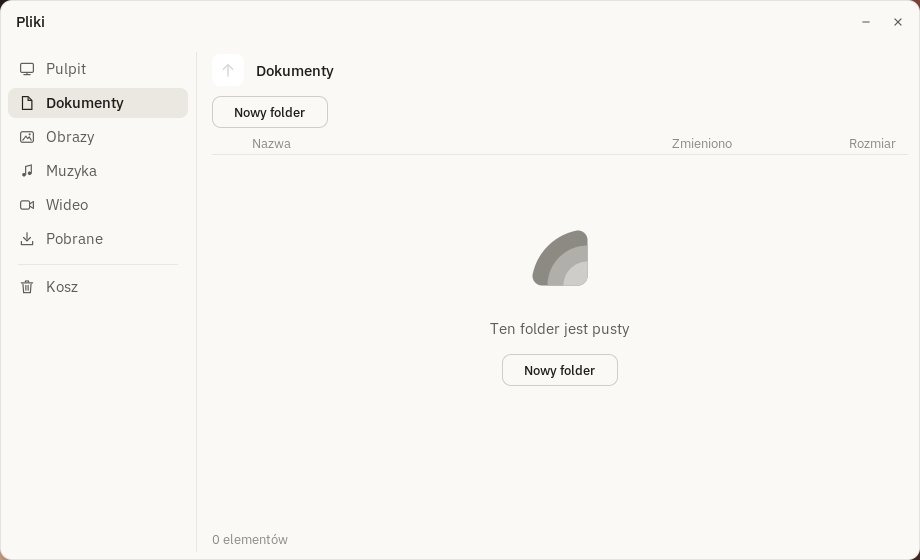 Pliki
Pulpit
Dokumenty
Obrazy
Muzyka
Wideo
Pobrane
Kosz
Dokumenty
Nowy folder
Nazwa Zmieniono Rozmiar
Ten folder jest pusty
Nowy folder
0 elementów